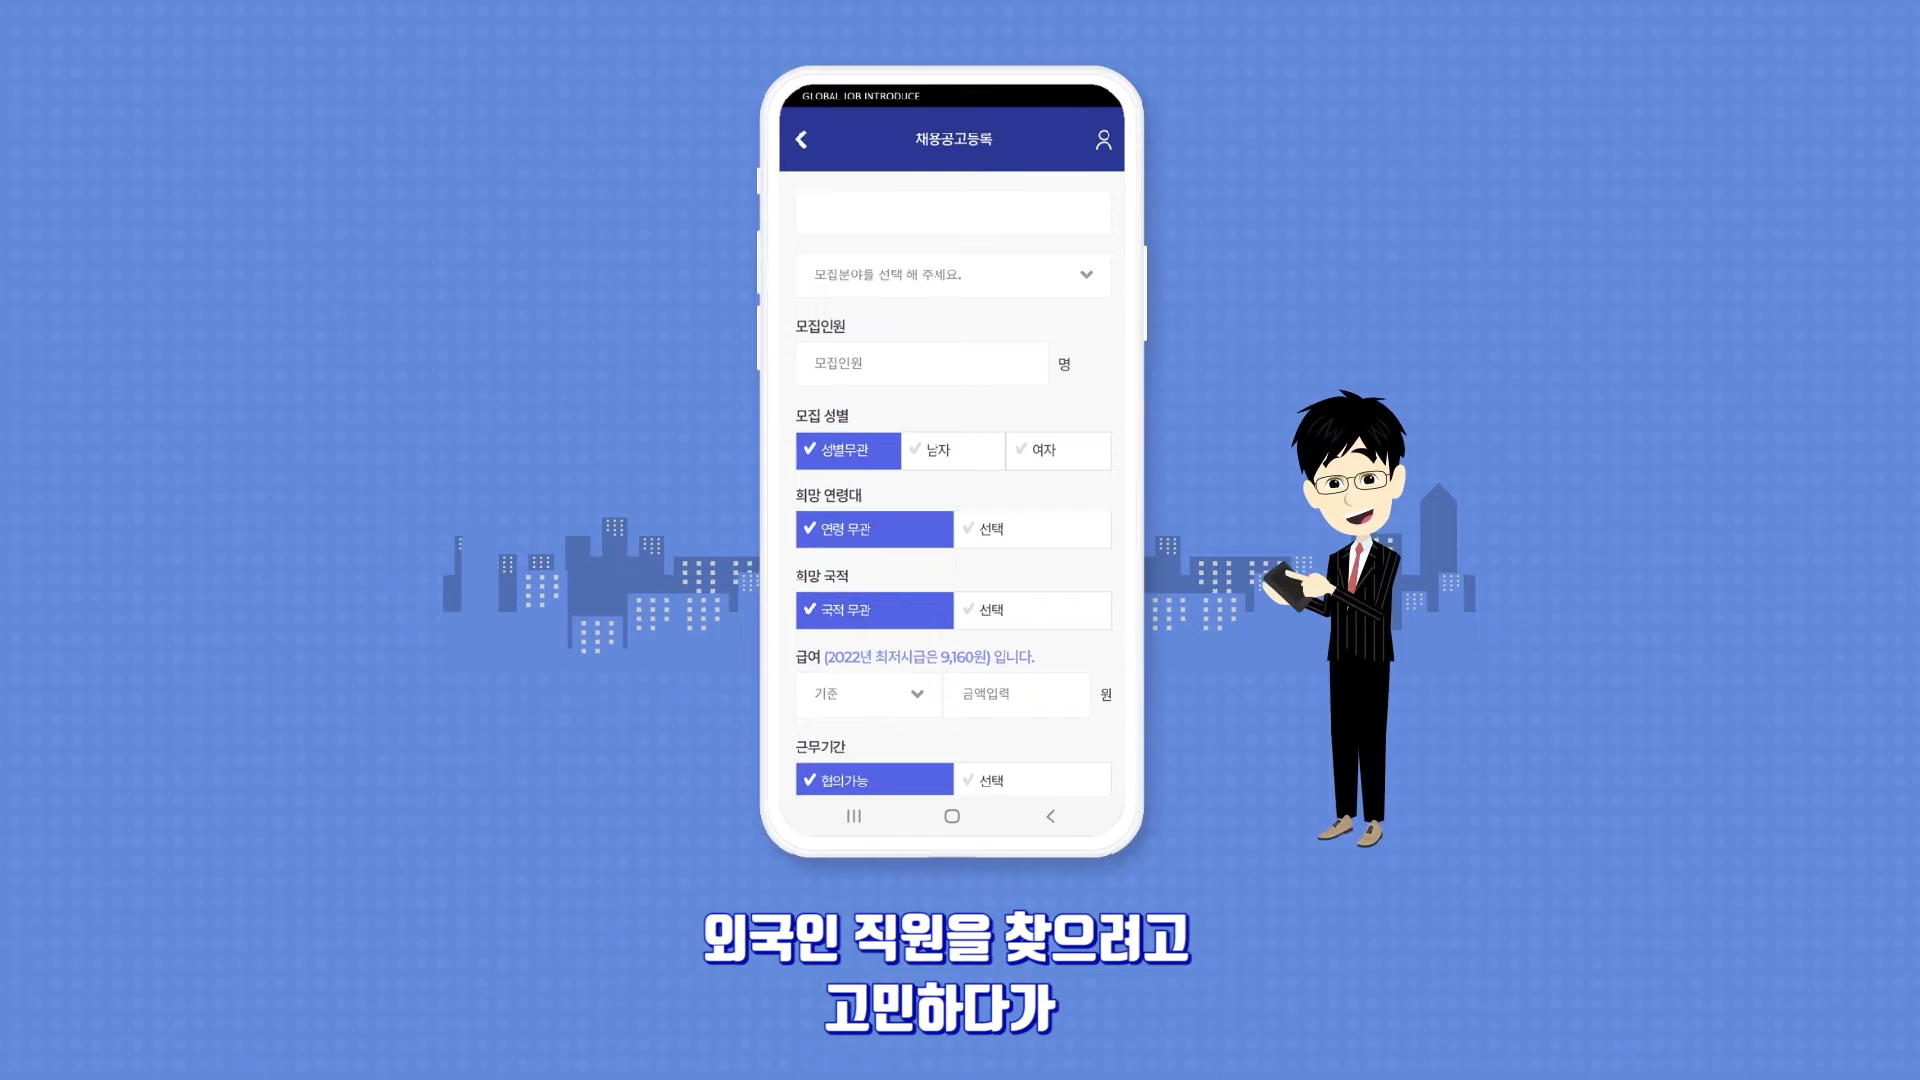 GLOBAL JOB INTRODUCE
채용공고등록
모집분야를 선택 해 주세요.
모집인원
모집인원 명
모집 성별
성별무관 남자 여자
희망 연령대
연령 무관 선택
희망 국적
국적 무관 선택
급여 (2022년 최저시급은 9,160원) 입니다.
기준 금액입력 원
근무기간
협의가능 선택
외국인 직원을 찾으려고
고민하다가